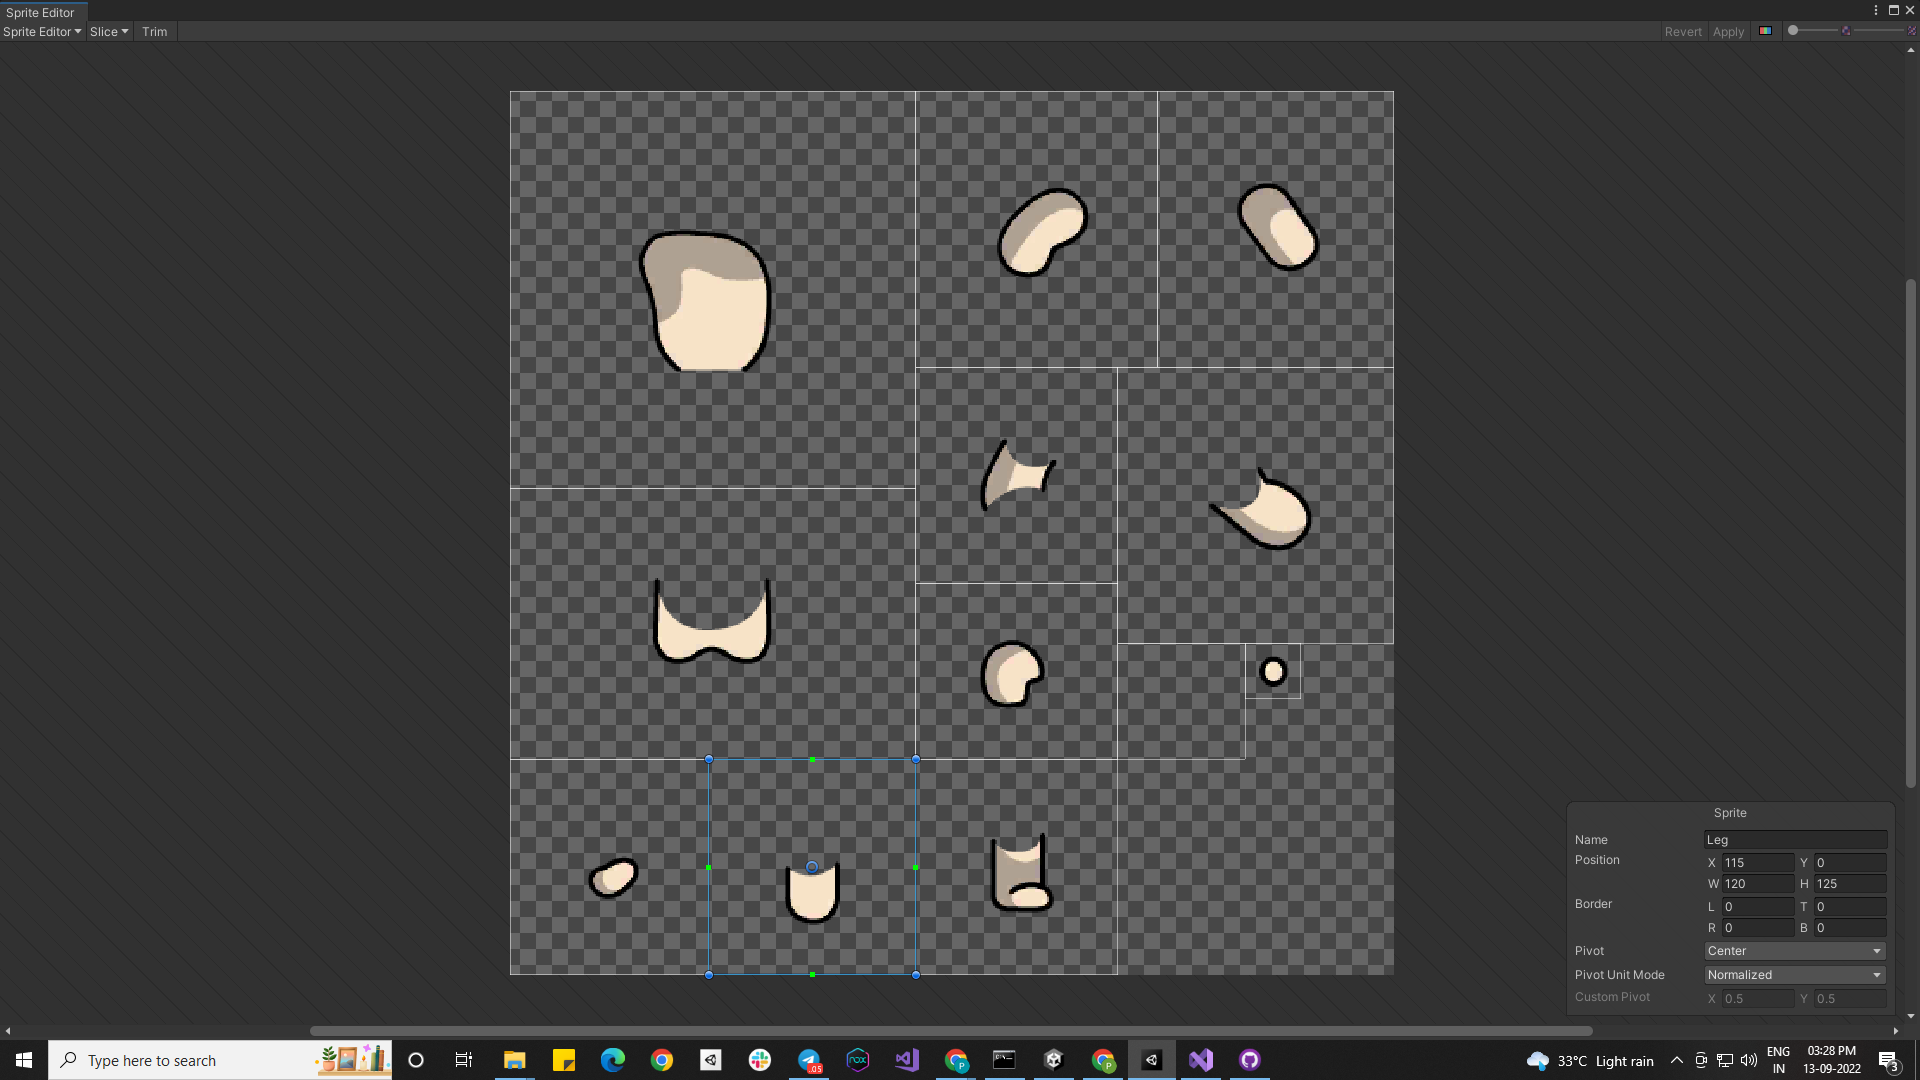 Sprite Editor
Sprite Editor Slice Trim
Revert Apply
Sprite
Name Leg
Position X 115 Y 0
W 120 H 125
Border L 0 T 0
R 0 B 0
Pivot Center
Pivot Unit Mode Normalized
Custom Pivot X 0.5 Y 0.5
Type here to search
nox
.05
P
P
33°C Light rain
ENG
IN
03:28 PM
13-09-2022
3